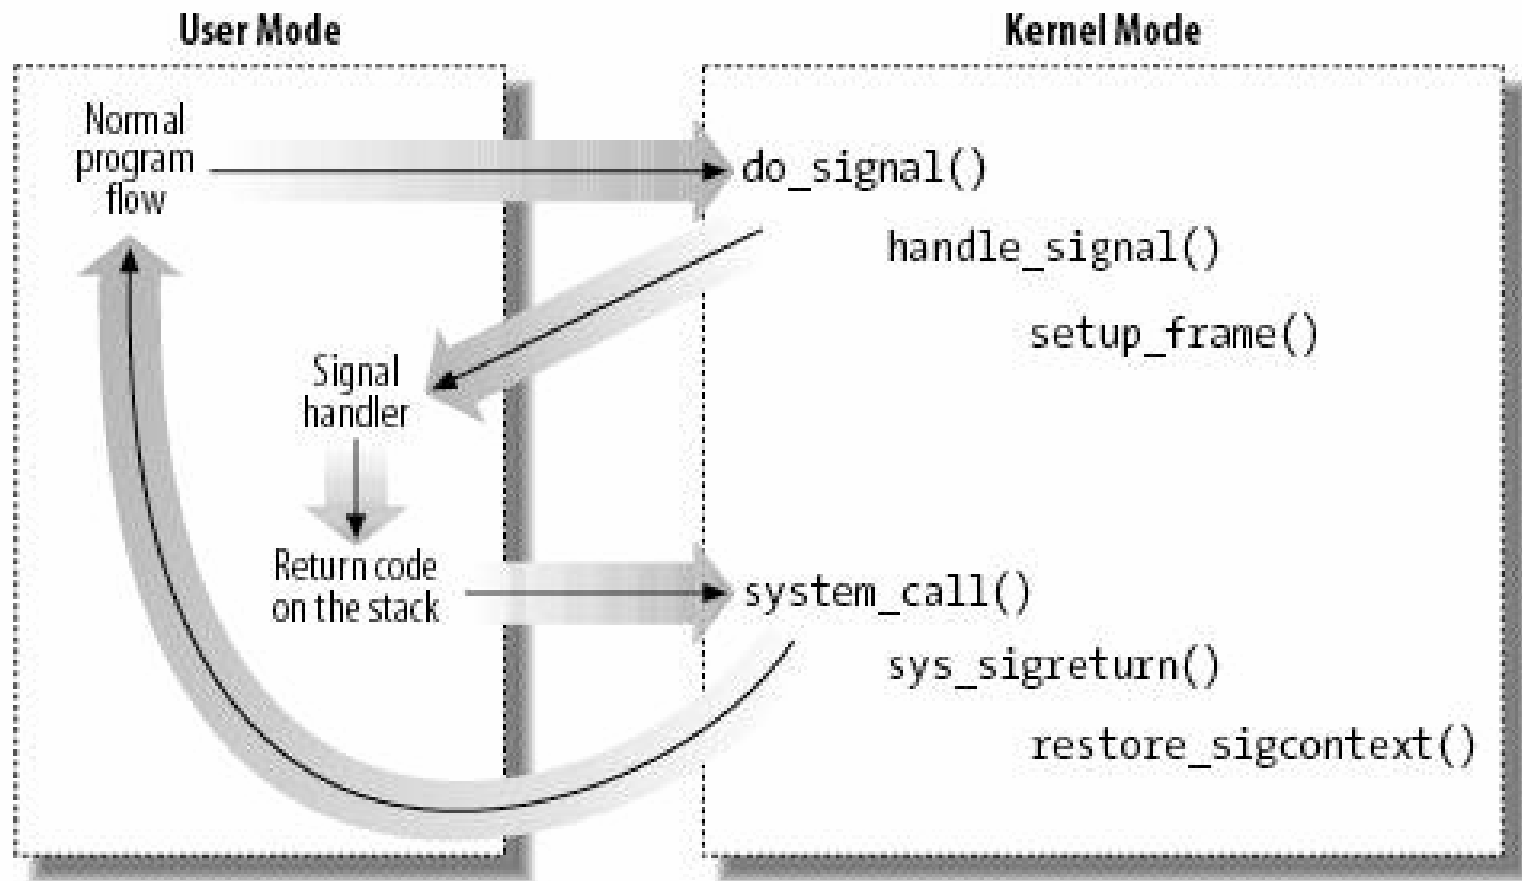 User Mode
Kernel Mode
Normal
program
flow
do_signal()
handle_signal()
setup_frame()
Signal
handler
Return code
on the stack
system_call()
sys_sigreturn()
restore_sigcontext()